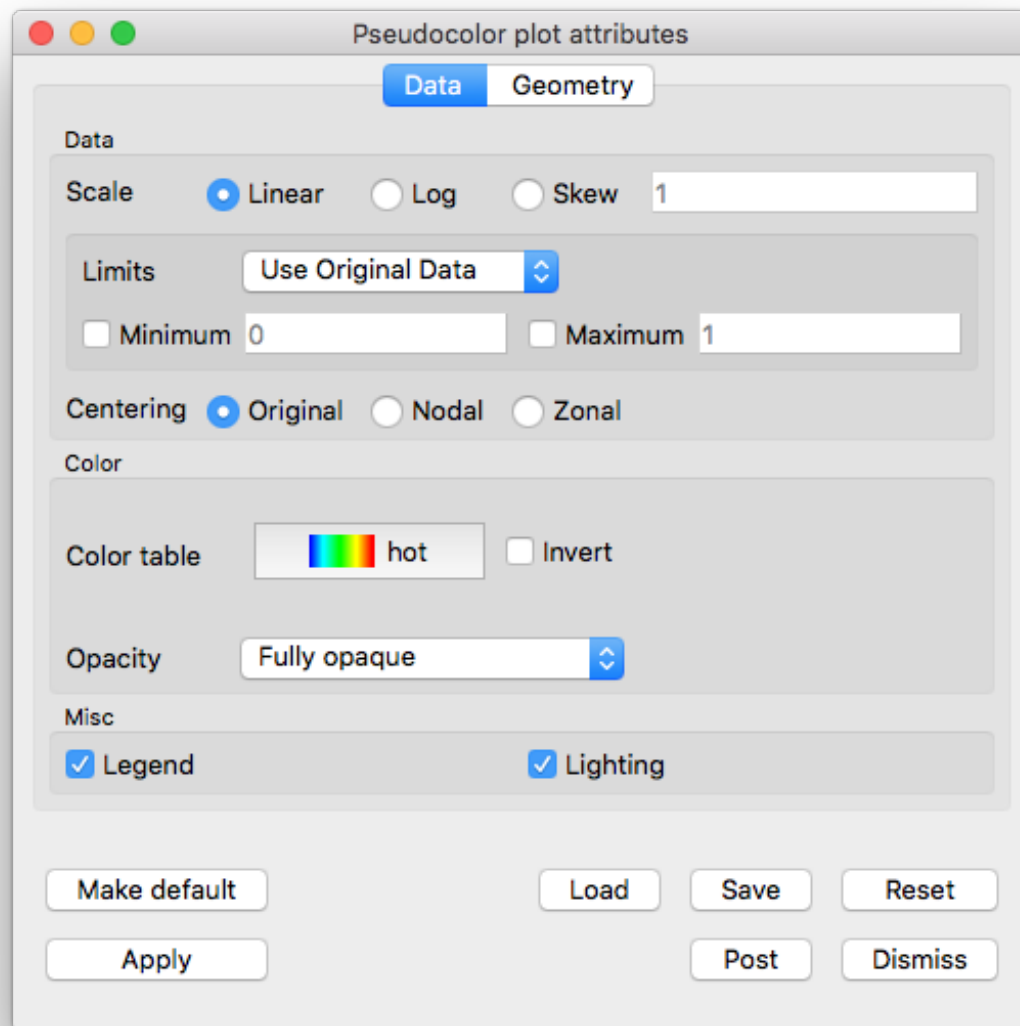 Pseudocolor plot attributes
Data Geometry
Data
Scale Linear Log Skew 1
Limits Use Original Data
Minimum 0 Maximum 1
Centering Original Nodal Zonal
Color
Color table hot Invert
Opacity Fully opaque
Misc
Legend Lighting
Make default Load Save Reset
Apply Post Dismiss